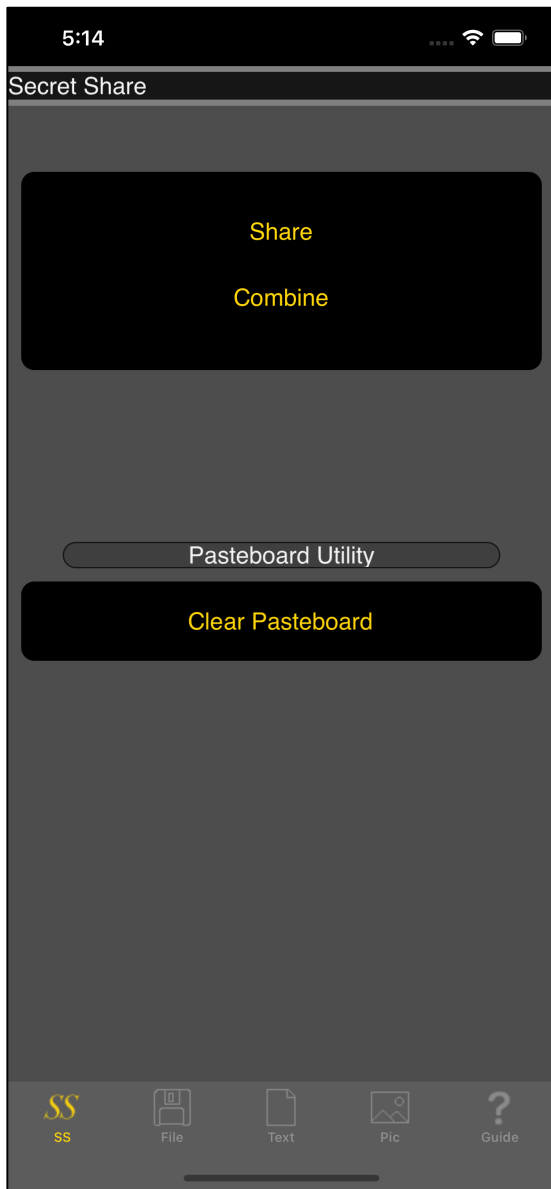 5:14
Secret Share
Share
Combine
Pasteboard Utility
Clear Pasteboard
SS
SS File Text Pic Guide